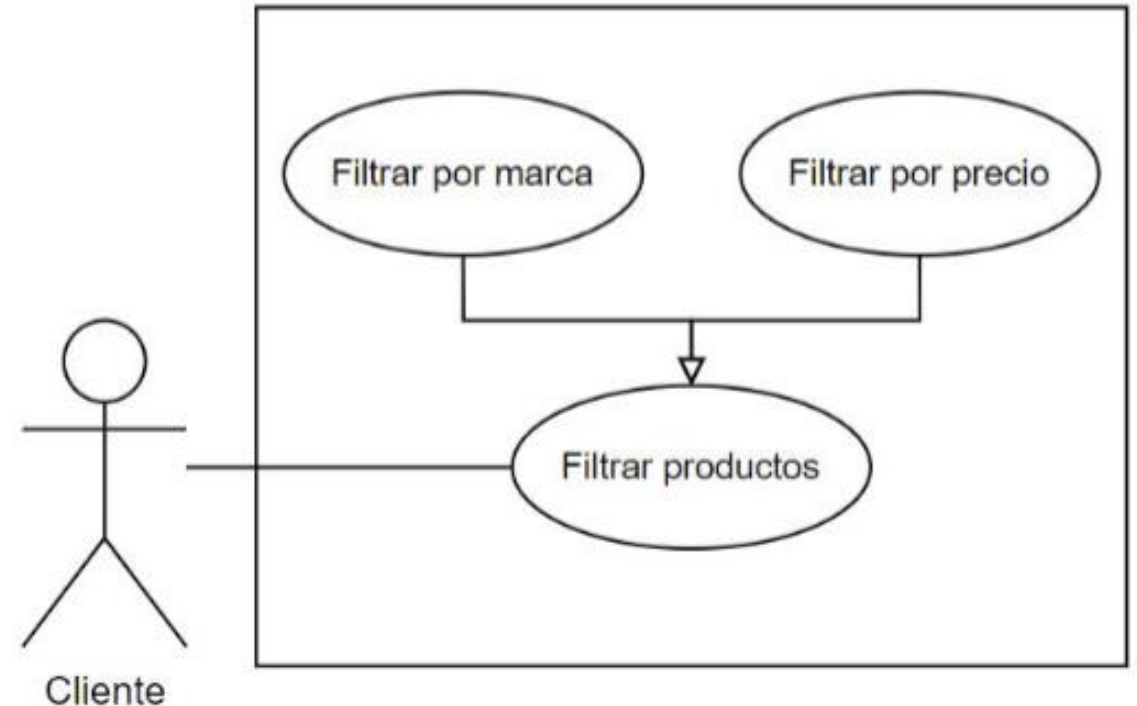 Filtrar por marca
Filtrar por precio
Filtrar productos
Cliente